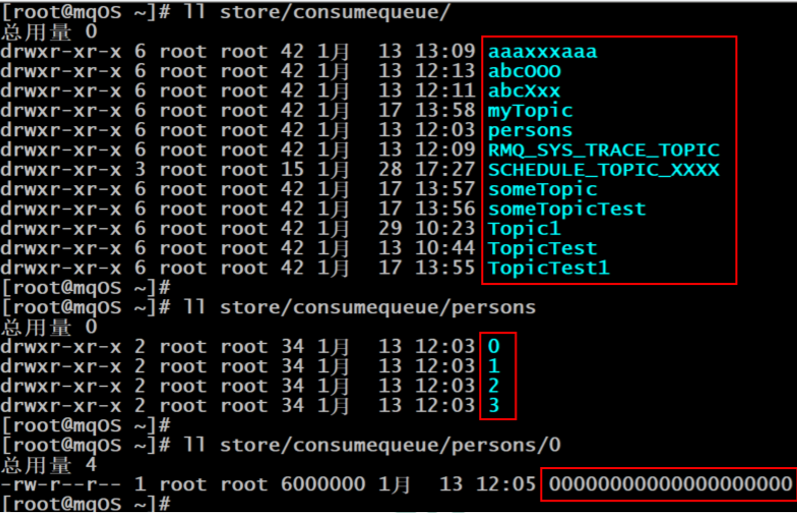 [root@mqOS ~]# ll store/consumequeue/
总用量 0
drwxr-xr-x 6 root root 42 1月  13 13:09 aaaxxxaaa
drwxr-xr-x 6 root root 42 1月  13 12:13 abcOOO
drwxr-xr-x 6 root root 42 1月  13 12:11 abcXxx
drwxr-xr-x 6 root root 42 1月  17 13:58 myTopic
drwxr-xr-x 6 root root 42 1月  13 12:03 persons
drwxr-xr-x 6 root root 42 1月  13 12:09 RMQ_SYS_TRACE_TOPIC
drwxr-xr-x 3 root root 15 1月  28 17:27 SCHEDULE_TOPIC_XXXX
drwxr-xr-x 6 root root 42 1月  17 13:57 someTopic
drwxr-xr-x 6 root root 42 1月  17 13:56 someTopicTest
drwxr-xr-x 6 root root 42 1月  29 10:23 Topic1
drwxr-xr-x 6 root root 42 1月  13 10:44 TopicTest
drwxr-xr-x 6 root root 42 1月  17 13:55 TopicTest1
[root@mqOS ~]#
[root@mqOS ~]# ll store/consumequeue/persons
总用量 0
drwxr-xr-x 2 root root 34 1月  13 12:03 0
drwxr-xr-x 2 root root 34 1月  13 12:03 1
drwxr-xr-x 2 root root 34 1月  13 12:03 2
drwxr-xr-x 2 root root 34 1月  13 12:03 3
[root@mqOS ~]#
[root@mqOS ~]# ll store/consumequeue/persons/0
总用量 4
-rw-r--r-- 1 root root 6000000 1月  13 12:05 00000000000000000000
[root@mqOS ~]#